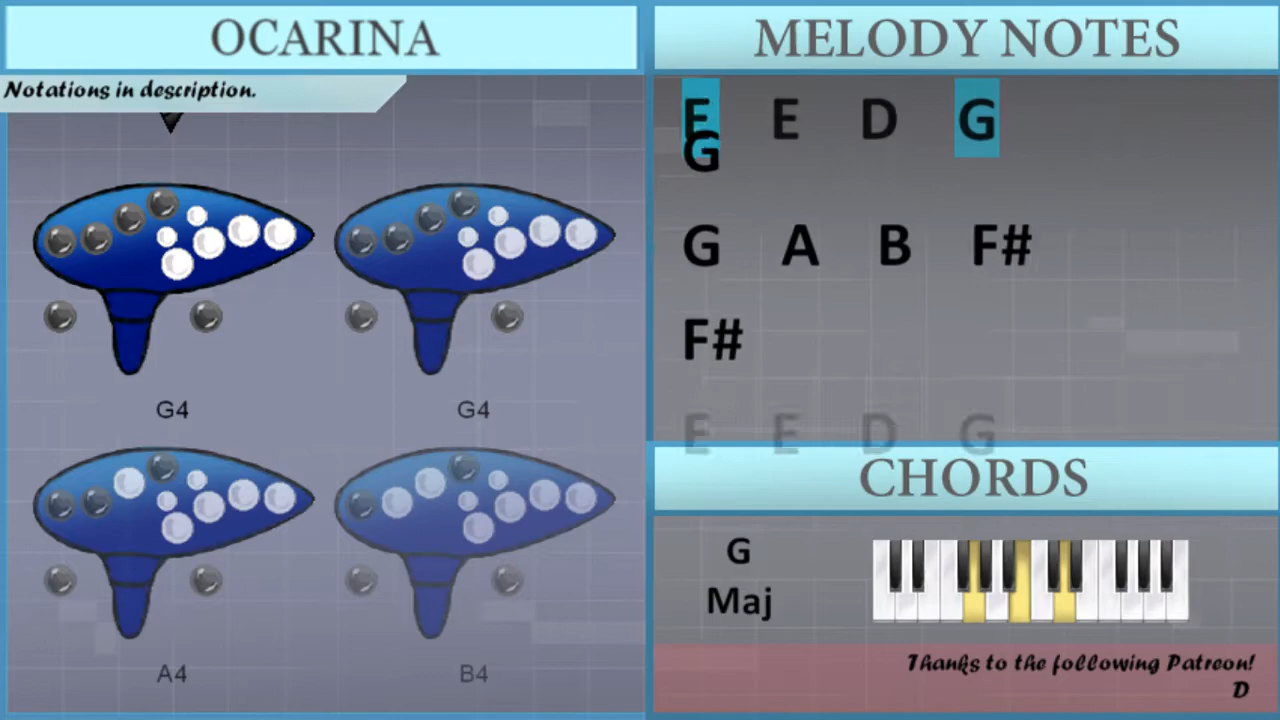 OCARINA
Notations in description.
G4 G4
A4 B4
MELODY NOTES
E E D G
G
G A B F#
F#
E E D G
CHORDS
G
Maj
Thanks to the following Patreon!
D